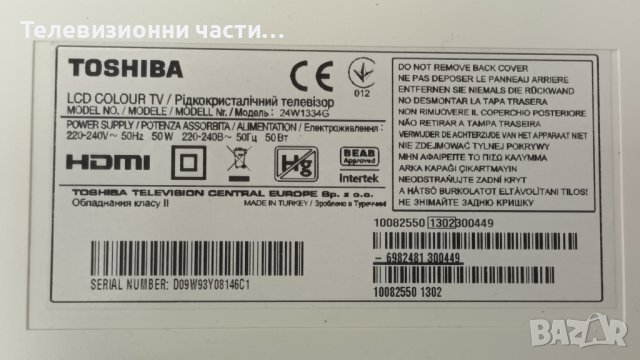 Телевизионни части...
TOSHIBA
LCD COLOUR TV / Рідкокристалічний телевізор
MODEL NO. / MODELE / MODELL Nr. / Модель: 24W1334G
POWER SUPPLY / POTENZA ASSORBITA / ALIMENTATION / Електроживлення:
220-240V~ 50Hz 50 W 220-240В~ 50Гц 50 Вт
HDMI
Hg
BEAB
Approved
Intertek
TOSHIBA TELEVISION CENTRAL EUROPE Sp. z o.o.
Обладнання класу II
MADE IN TURKEY / Зроблено в Туреччині
CE
012
DO NOT REMOVE BACK COVER
NE PAS DEPOSER LE PANNEAU ARRIERE
ENTFERNEN SIE NIEMALS DIE RÜCKWAND
NO DESMONTAR LA TAPA TRASERA
NON RIMUOVERE IL COPERCHIO POSTERIORE
NÃO RETIRAR A TAMPA TRASEIRA
VERWIJDER DE ACHTERZIJDE VAN HET APPARAAT NIET
NIE ZDEJMOWAĆ TYLNEJ POKRYWY
ΜΗΝ ΑΦΑΙΡΕΙΤΕ ΤΟ ΠΙΣΩ ΚΑΛΥΜΜΑ
ARKA KAPAĞI ÇIKARTMAYIN
NEODSTRAŇUJTE ZADNÍ KRYT
A HÁTSÓ BURKOLATOT ELTÁVOLÍTANI TILOS!
НЕ ЗНІМАЙТЕ ЗАДНЮ КРИШКУ
SERIAL NUMBER: D09W93Y08146C1
10082550 1302 300449
6982481 300449
10082550 1302
BAZAR
bg